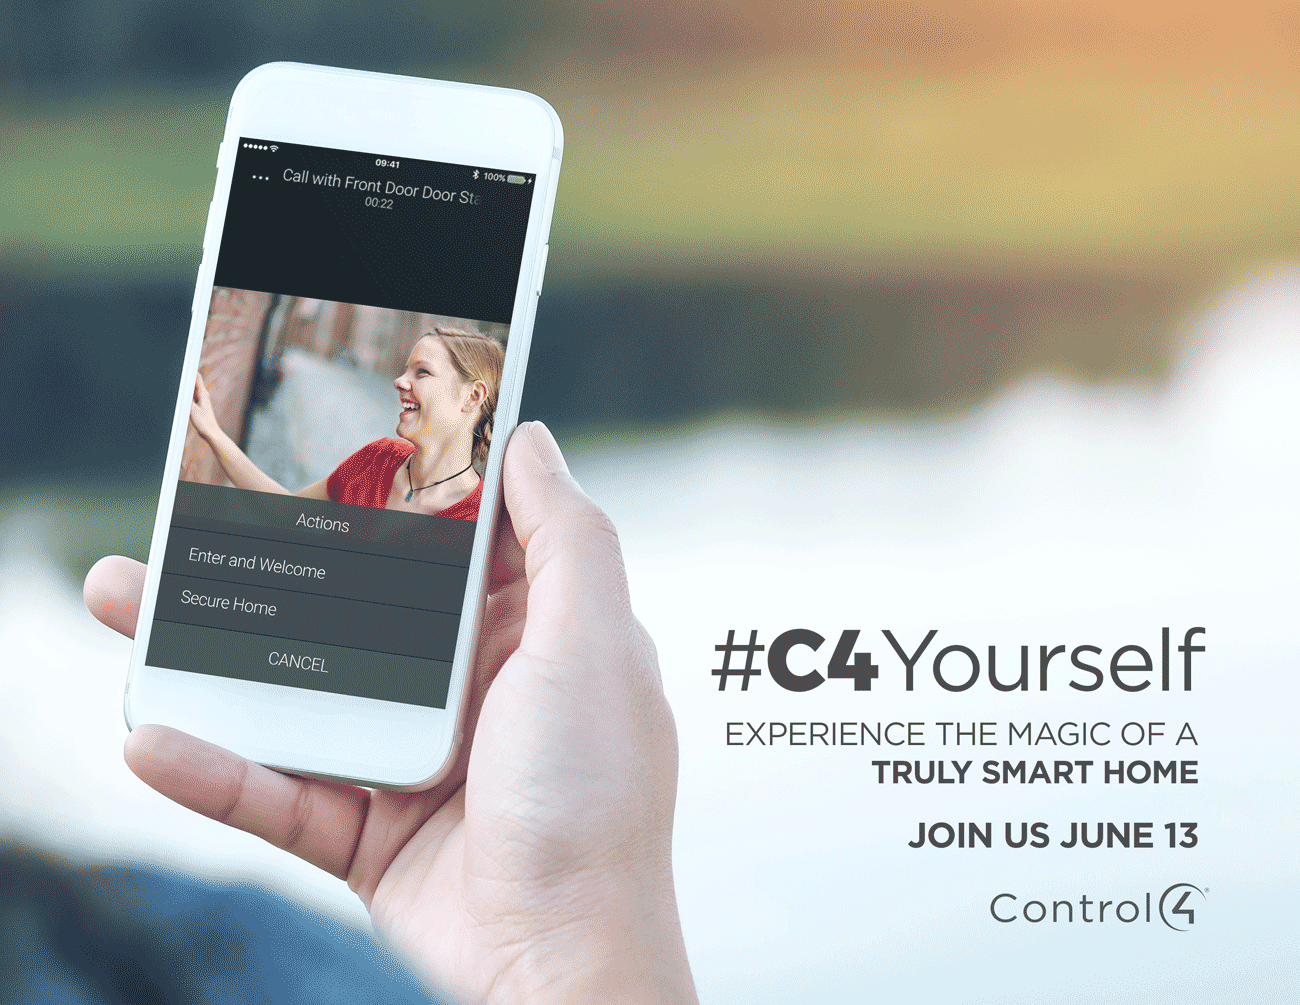 09:41
100%
... Call with Front Door Door Sta
00:22
Actions
Enter and Welcome
Secure Home
CANCEL
#C4Yourself
EXPERIENCE THE MAGIC OF A
TRULY SMART HOME
JOIN US JUNE 13
Control4®